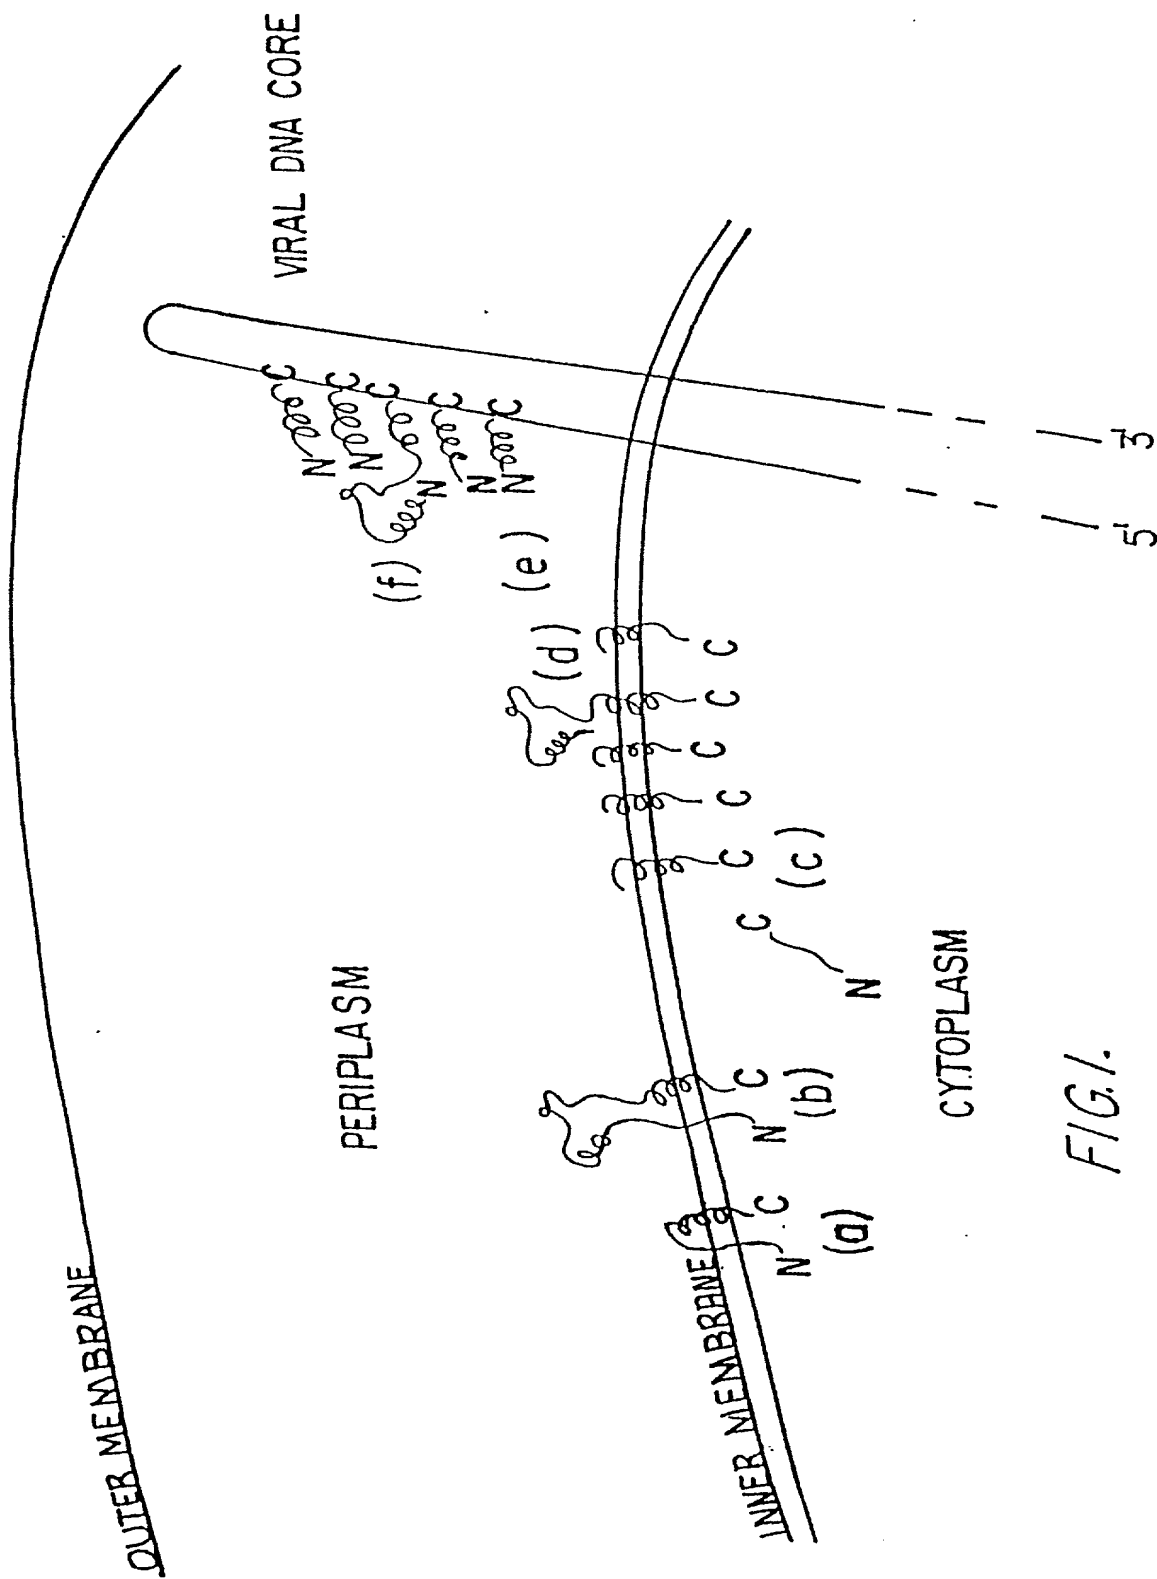 OUTER MEMBRANE
VIRAL DNA CORE
PERIPLASM
N C
N C
C
N
N C
N C
(f)
(e)
(d)
INNER MEMBRANE
N C
(a)
N C
(b)
N C
C
(c)
C
C
C
C
5'
3'
CYTOPLASM
FIG.1.